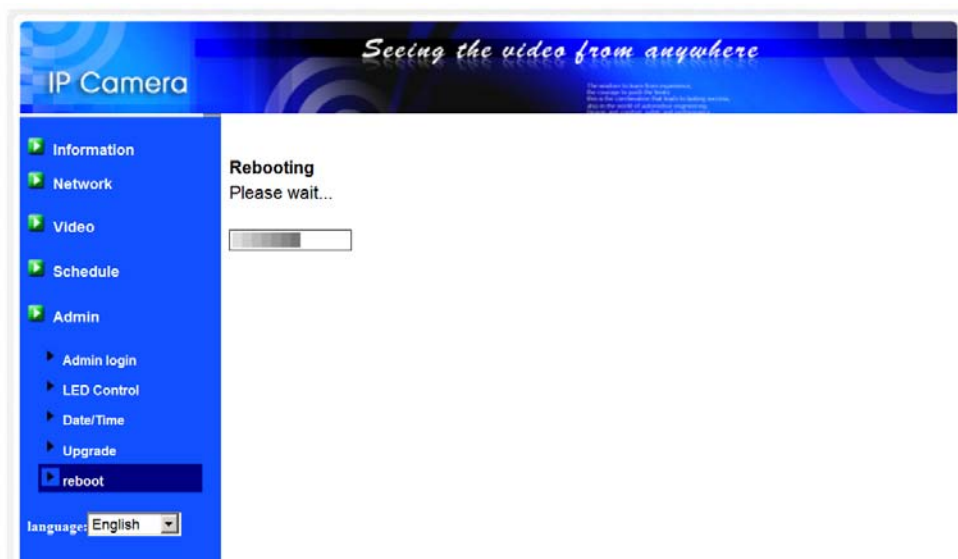 Seeing the video from anywhere
IP Camera
Information
Network
Video
Schedule
Admin
Admin login
LED Control
Date/Time
Upgrade
reboot
language: English
Rebooting
Please wait...